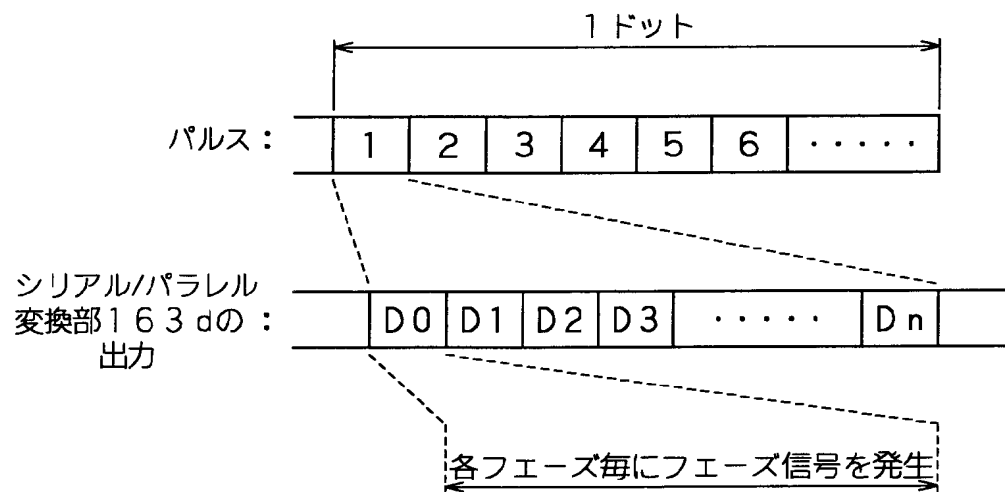 1ドット
パルス： 1 2 3 4 5 6 ・・・・・
シリアル/パラレル
変換部１６３dの ： D0 D1 D2 D3 ・・・・・ Dn
出力
各フェーズ毎にフェーズ信号を発生